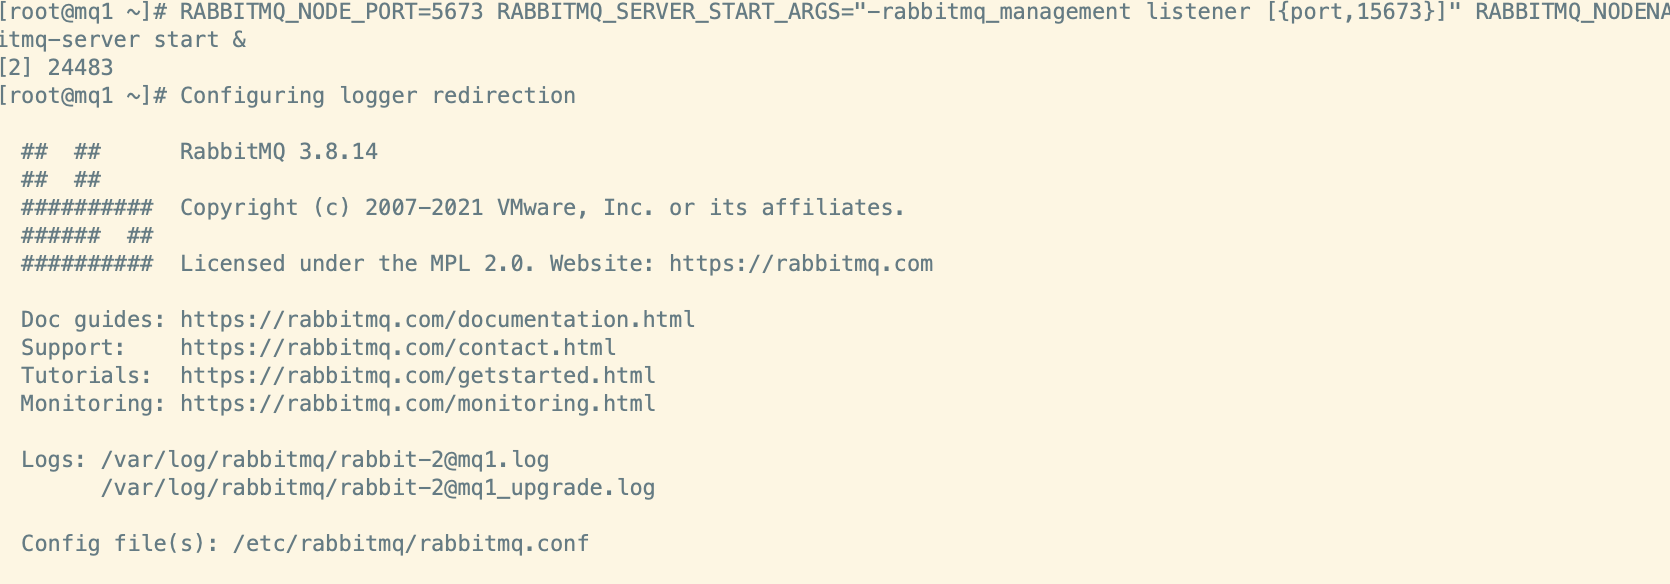 [root@mq1 ~]# RABBITMQ_NODE_PORT=5673 RABBITMQ_SERVER_START_ARGS="-rabbitmq_management listener [{port,15673}]" RABBITMQ_NODENA
itmq-server start &
[2] 24483
[root@mq1 ~]# Configuring logger redirection
## ## RabbitMQ 3.8.14
## ##
########## Copyright (c) 2007-2021 VMware, Inc. or its affiliates.
###### ##
########## Licensed under the MPL 2.0. Website: https://rabbitmq.com
Doc guides: https://rabbitmq.com/documentation.html
Support: https://rabbitmq.com/contact.html
Tutorials: https://rabbitmq.com/getstarted.html
Monitoring: https://rabbitmq.com/monitoring.html
Logs: /var/log/rabbitmq/rabbit-2@mq1.log
/var/log/rabbitmq/rabbit-2@mq1_upgrade.log
Config file(s): /etc/rabbitmq/rabbitmq.conf